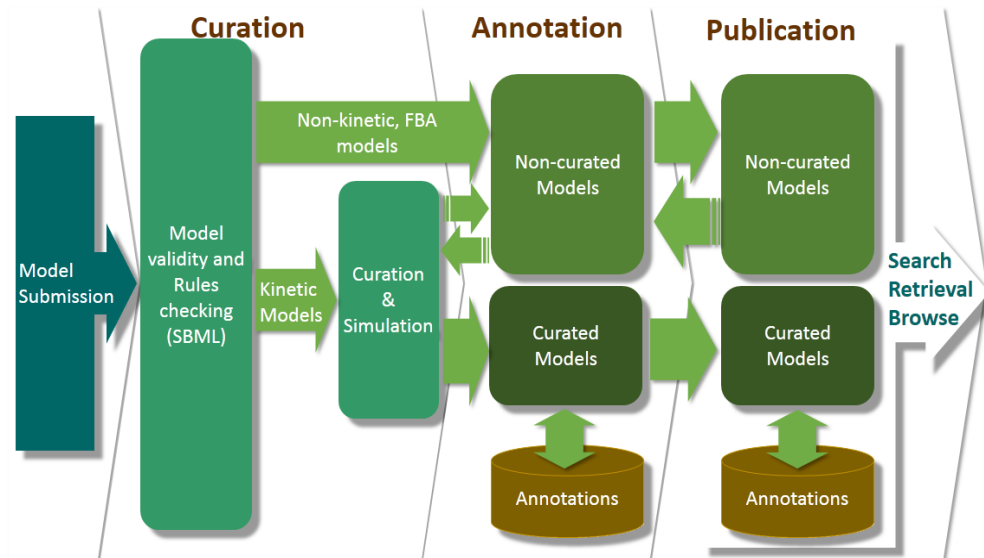 Curation
Annotation
Publication
Model
Submission
Model
validity and
Rules
checking
(SBML)
Non-kinetic, FBA
models
Kinetic
Models
Curation
&
Simulation
Non-curated
Models
Curated
Models
Annotations
Non-curated
Models
Curated
Models
Annotations
Search
Retrieval
Browse